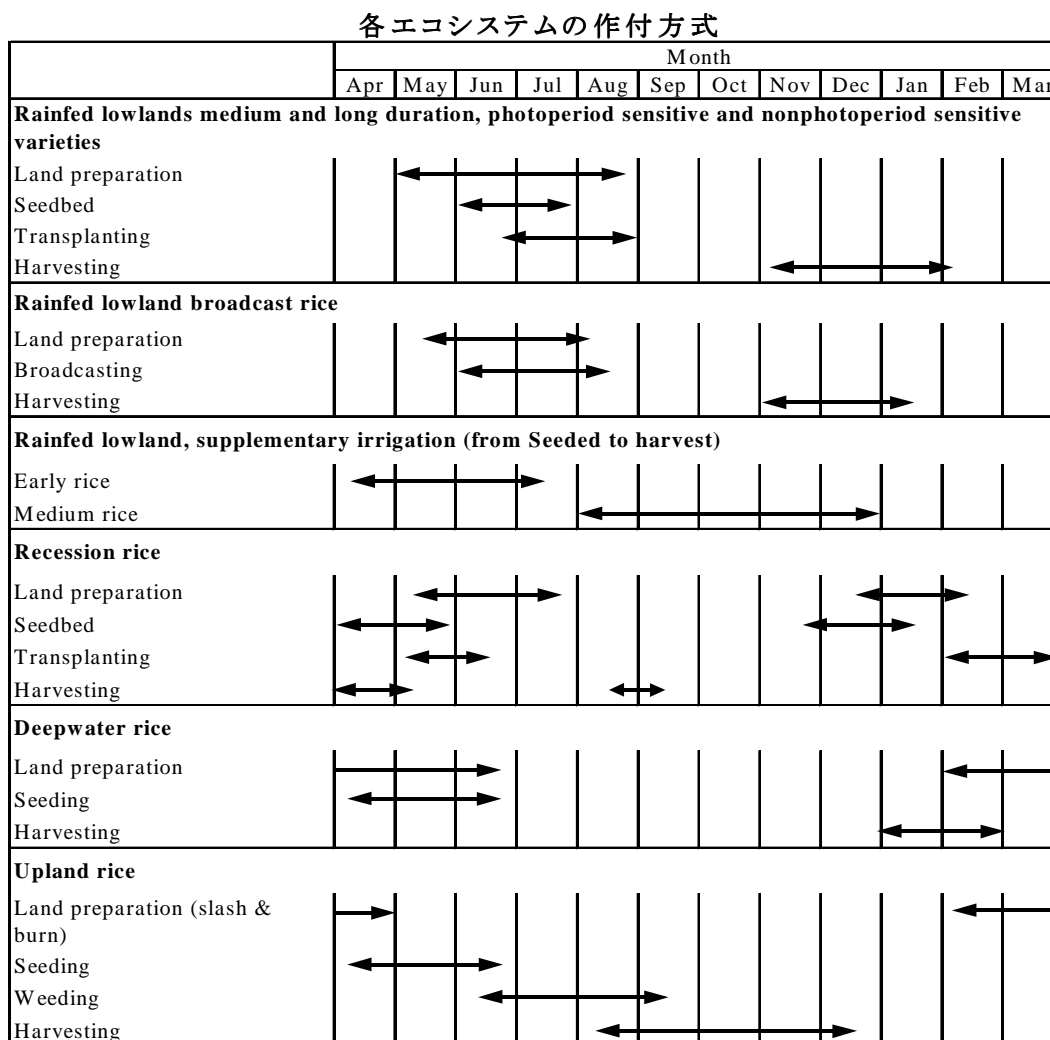 各エコシステムの作付方式
Month
Apr May Jun Jul Aug Sep Oct Nov Dec Jan Feb Mar
Rainfed lowlands medium and long duration, photoperiod sensitive and nonphotoperiod sensitive
varieties
Land preparation
Seedbed
Transplanting
Harvesting
Rainfed lowland broadcast rice
Land preparation
Broadcasting
Harvesting
Rainfed lowland, supplementary irrigation (from Seeded to harvest)
Early rice
Medium rice
Recession rice
Land preparation
Seedbed
Transplanting
Harvesting
Deepwater rice
Land preparation
Seeding
Harvesting
Upland rice
Land preparation (slash &
burn)
Seeding
Weeding
Harvesting